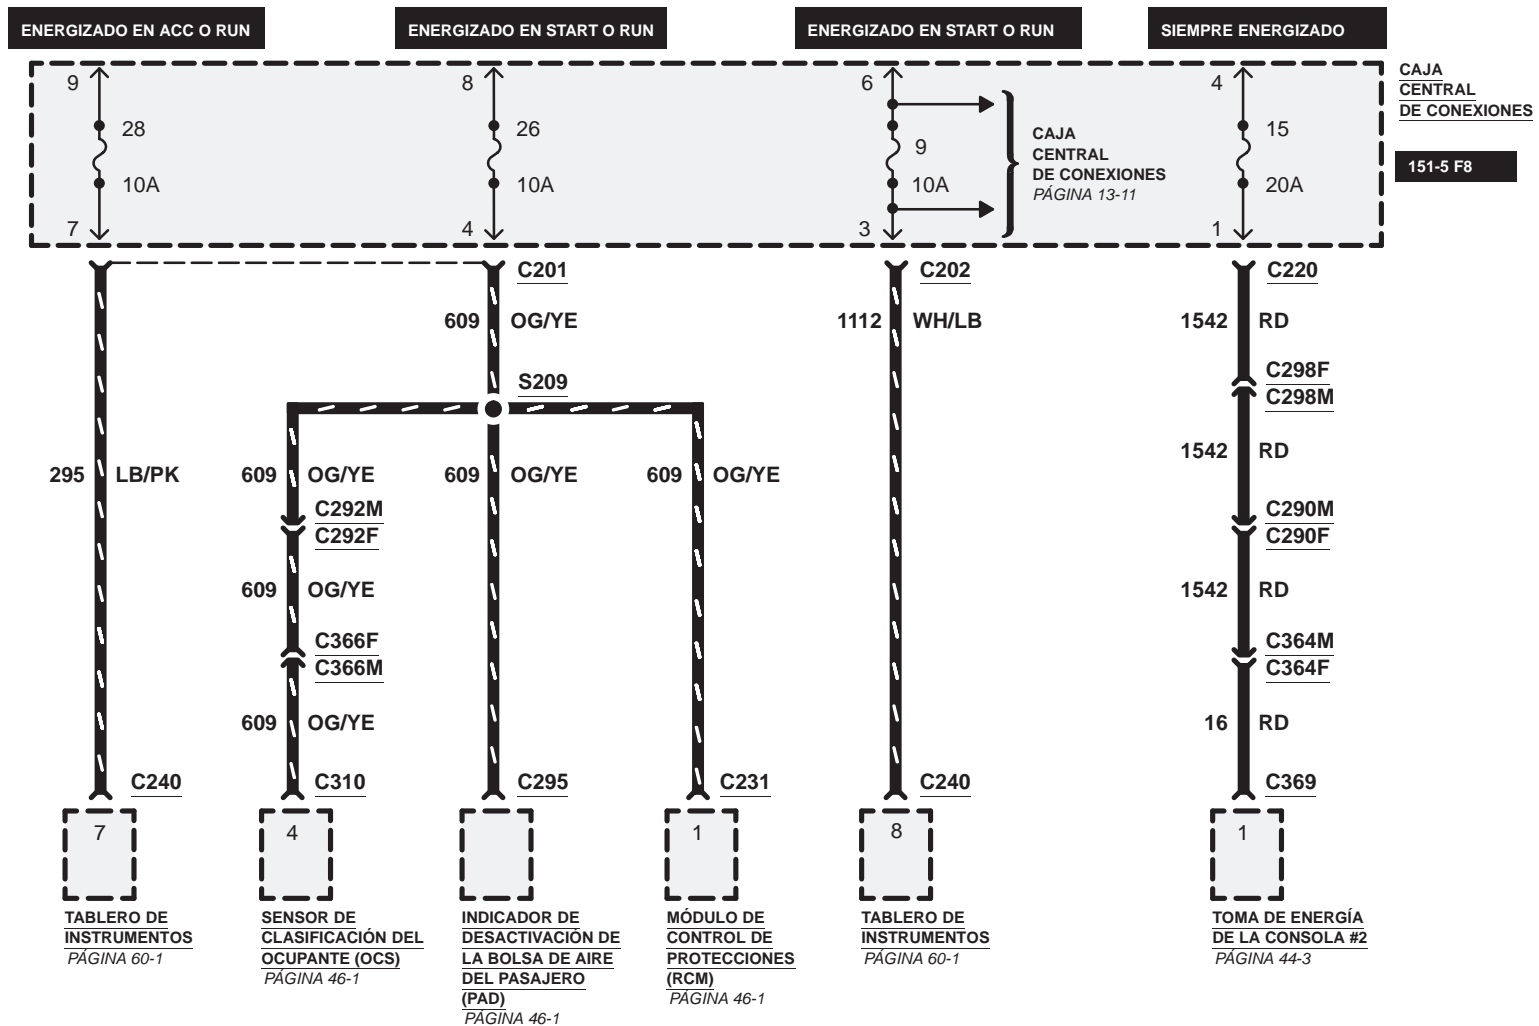 ENERGIZADO EN ACC O RUN
ENERGIZADO EN START O RUN
ENERGIZADO EN START O RUN
SIEMPRE ENERGIZADO
CAJA
CENTRAL
DE CONEXIONES
151-5 F8
9
28
10A
7
8
26
10A
4
6
9
10A
3
CAJA
CENTRAL
DE CONEXIONES
PÁGINA 13-11
4
15
20A
1
C201
C202
C220
609 OG/YE
1112 WH/LB
1542 RD
S209
C298F
C298M
295 LB/PK
609 OG/YE
609 OG/YE
609 OG/YE
1542 RD
C292M
C292F
C290M
C290F
609 OG/YE
1542 RD
C366F
C366M
C364M
C364F
609 OG/YE
16 RD
C240
C310
C295
C231
C240
C369
7
4
1
8
1
TABLERO DE
INSTRUMENTOS
PÁGINA 60-1
SENSOR DE
CLASIFICACIÓN DEL
OCUPANTE (OCS)
PÁGINA 46-1
INDICADOR DE
DESACTIVACIÓN DE
LA BOLSA DE AIRE
DEL PASAJERO
(PAD)
PÁGINA 46-1
MÓDULO DE
CONTROL DE
PROTECCIONES
(RCM)
PÁGINA 46-1
TABLERO DE
INSTRUMENTOS
PÁGINA 60-1
TOMA DE ENERGÍA
DE LA CONSOLA #2
PÁGINA 44-3